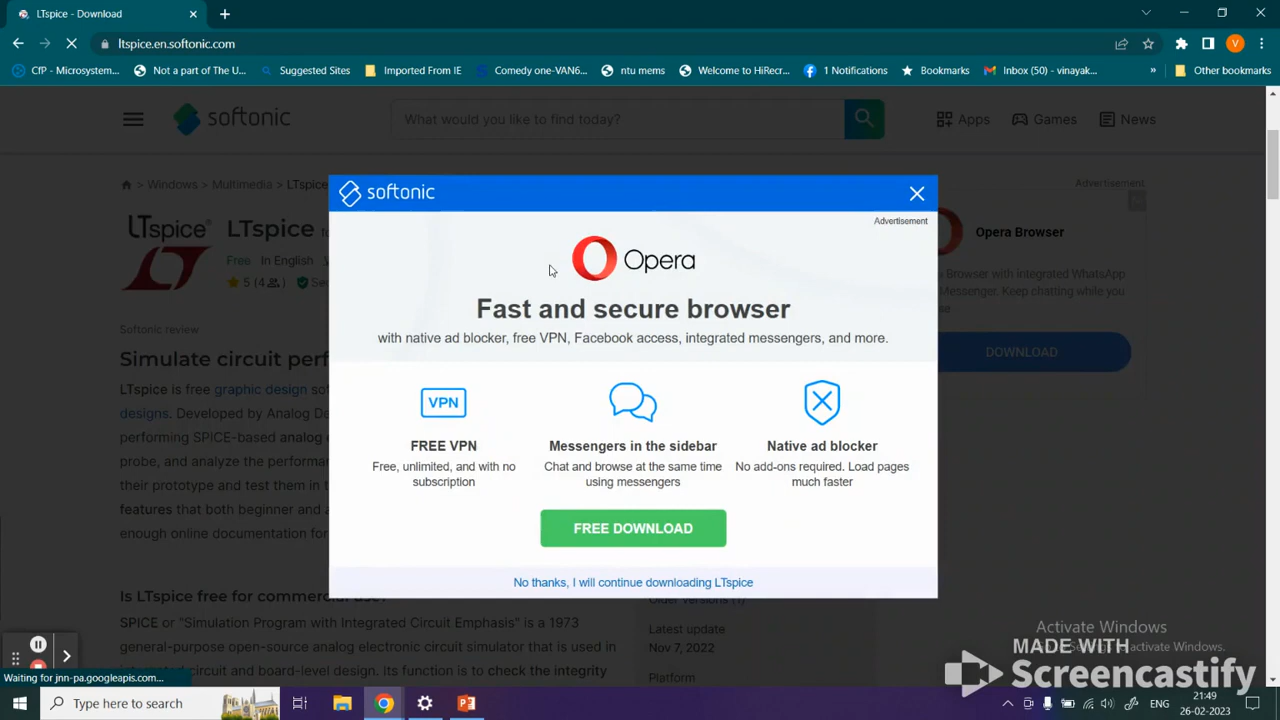 LTspice - Download
ltspice.en.softonic.com
CfP - Microsystem...
Not a part of The U...
Suggested Sites
Imported From IE
Comedy one-VAN6...
ntu mems
Welcome to HiRecr...
1 Notifications
Bookmarks
Inbox (50) - vinayak...
»
Other bookmarks
V
softonic
What would you like to find today?
Apps
Games
News
Windows
Multimedia
LTspice
softonic
Advertisement
Advertisement
LTspice
LTspice
Free
In English
5 (4
Opera
Opera Browser
Browser with integrated WhatsApp
Messenger. Keep chatting while you
Fast and secure browser
with native ad blocker, free VPN, Facebook access, integrated messengers, and more.
Softonic review
DOWNLOAD
Simulate circuit
LTspice is free graphic design
designs. Developed by Analog
performing SPICE-based analog
probe, and analyze the
their prototype and test them in
features that both beginner
enough online documentation
VPN
FREE VPN
Free, unlimited, and with no
subscription
Messengers in the sidebar
Chat and browse at the same time
using messengers
Native ad blocker
No add-ons required. Load pages
much faster
FREE DOWNLOAD
No thanks, I will continue downloading LTspice
Is LTspice free for commercial use?
SPICE or "Simulation Program with Integrated Circuit Emphasis" is a 1973
general-purpose open-source analog electronic circuit simulator that is used in
integrated circuit and board-level design. Its function is to check the integrity
Older versions (1)
Latest update
Nov 7, 2022
Platform
Activate Windows
MADE WITH
Screencastify
Waiting for jnn-pa.googleapis.com...
Type here to search
21:49
26-02-2023